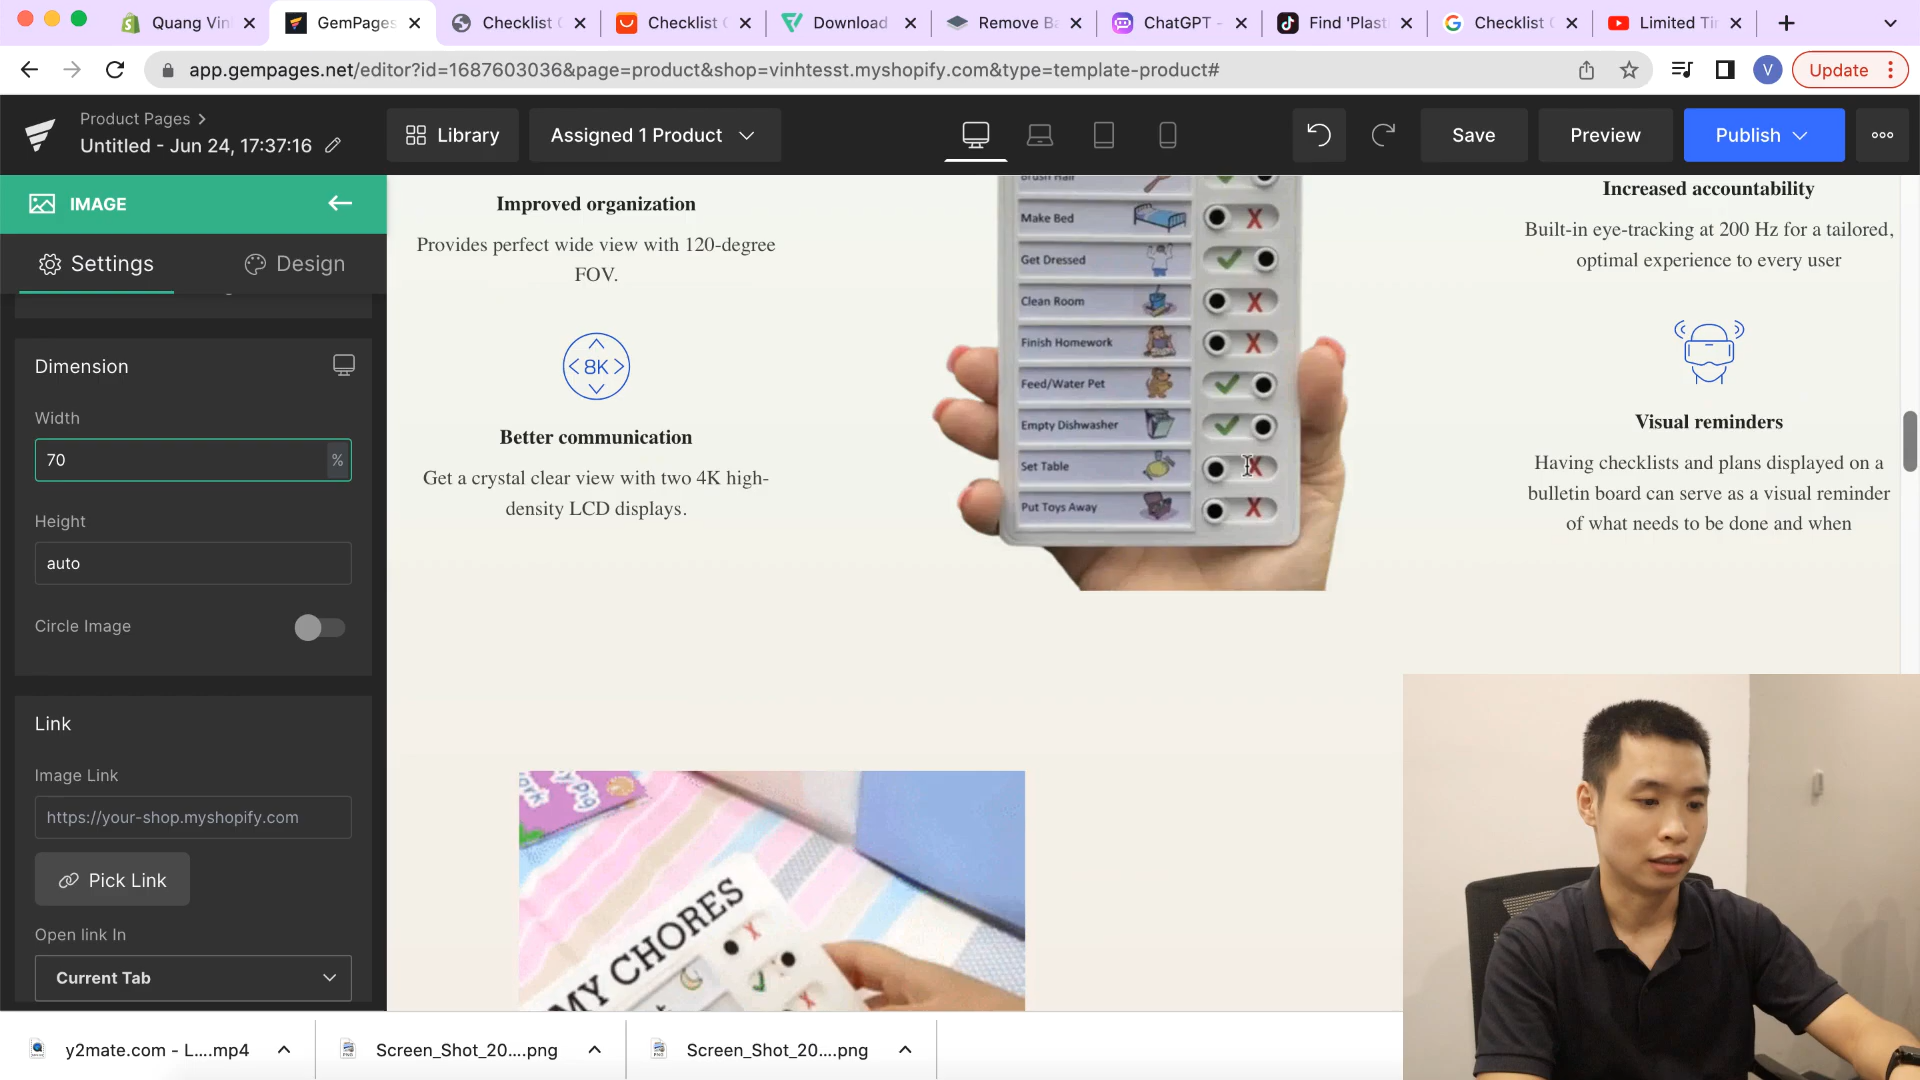 Quang Vin
GemPages
Checklist
Checklist
Download
Remove Ba
ChatGPT -
Find 'Plast
Checklist
Limited Tir
app.gempages.net/editor?id=1687603036&page=product&shop=vinhtesst.myshopify.com&type=template-product#
V
Update
Product Pages >
Untitled - Jun 24, 17:37:16
Library
Assigned 1 Product
Save
Preview
Publish
IMAGE
Settings
Design
Dimension
Width
70
%
Height
auto
Circle Image
Link
Image Link
https://your-shop.myshopify.com
Pick Link
Open link In
Current Tab
Improved organization
Provides perfect wide view with 120-degree
FOV.
8K
Better communication
Get a crystal clear view with two 4K high-
density LCD displays.
Brush Hair
Make Bed
Get Dressed
Clean Room
Finish Homework
Feed/Water Pet
Empty Dishwasher
Set Table
Put Toys Away
Increased accountability
Built-in eye-tracking at 200 Hz for a tailored,
optimal experience to every user
Visual reminders
Having checklists and plans displayed on a
bulletin board can serve as a visual reminder
of what needs to be done and when
MY CHORES
y2mate.com - L....mp4
Screen_Shot_20....png
Screen_Shot_20....png